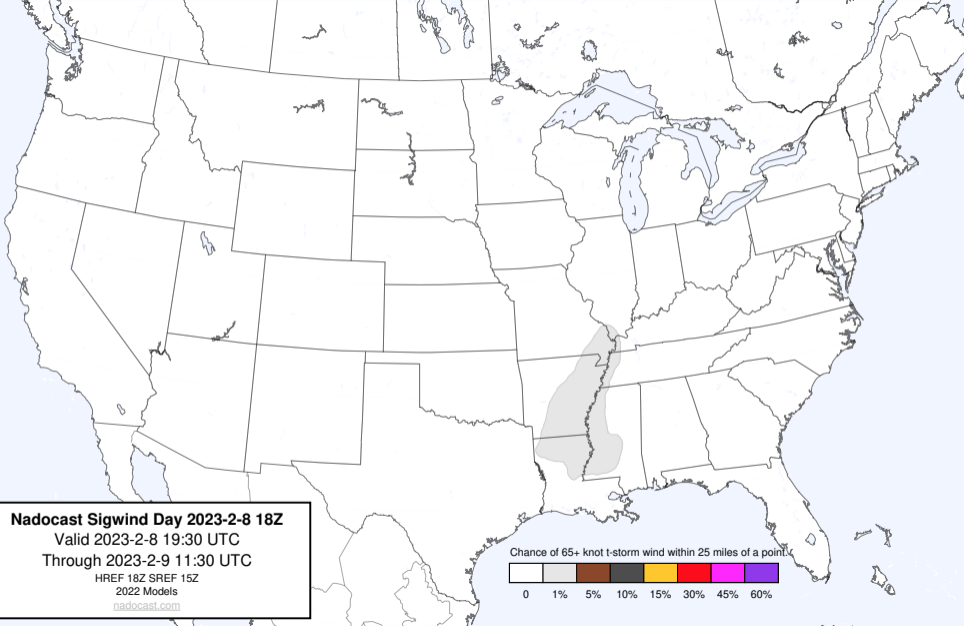 Nadocast Sigwind Day 2023-2-8 18Z
Valid 2023-2-8 19:30 UTC
Through 2023-2-9 11:30 UTC
HREF 18Z SREF 15Z
2022 Models
nadocast.com
Chance of 65+ knot t-storm wind within 25 miles of a point.
0 1% 5% 10% 15% 30% 45% 60%